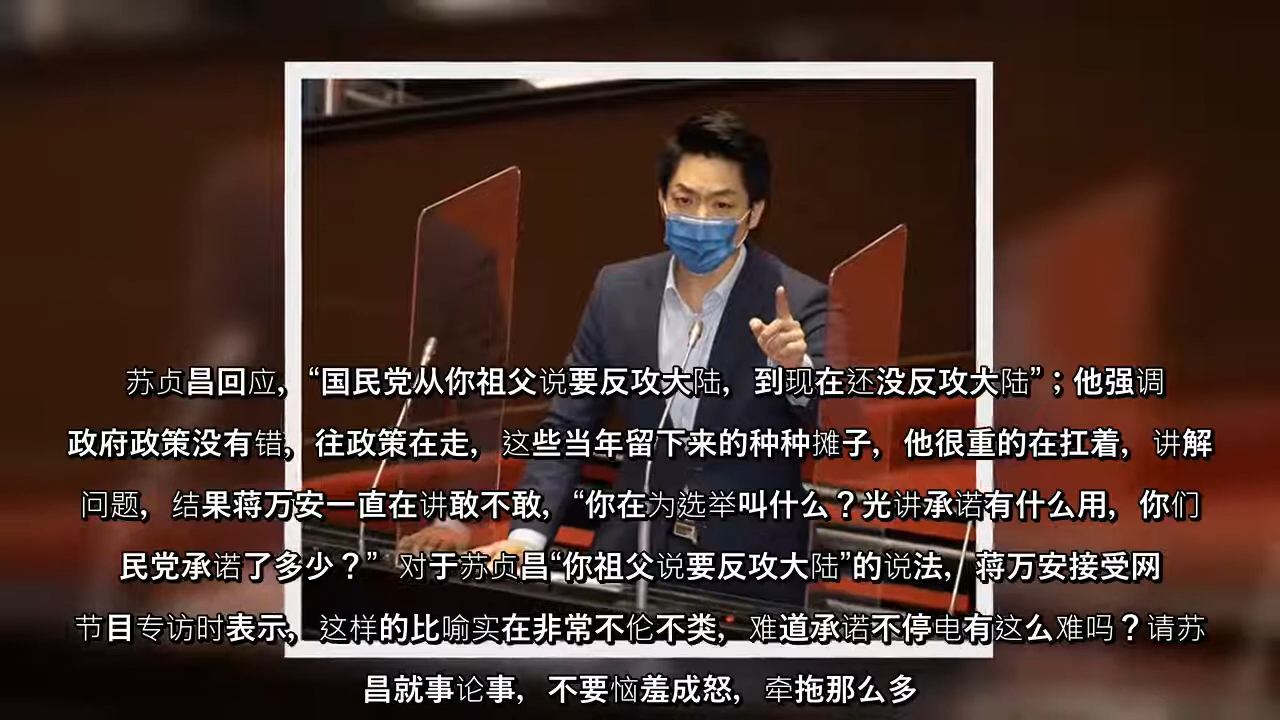 苏贞昌回应，“国民党从你祖父说要反攻大陆，到现在还没反攻大陆”；他强调
政府政策没有错，往政策在走，这些当年留下来的种种摊子，他很重的在扛着，讲解
问题，结果蒋万安一直在讲敢不敢，“你在为选举叫什么？光讲承诺有什么用，你们
民党承诺了多少？” 对于苏贞昌“你祖父说要反攻大陆”的说法，蒋万安接受网
节目专访时表示，这样的比喻实在非常不伦不类，难道承诺不停电有这么难吗？请苏
昌就事论事，不要恼羞成怒，牵拖那么多